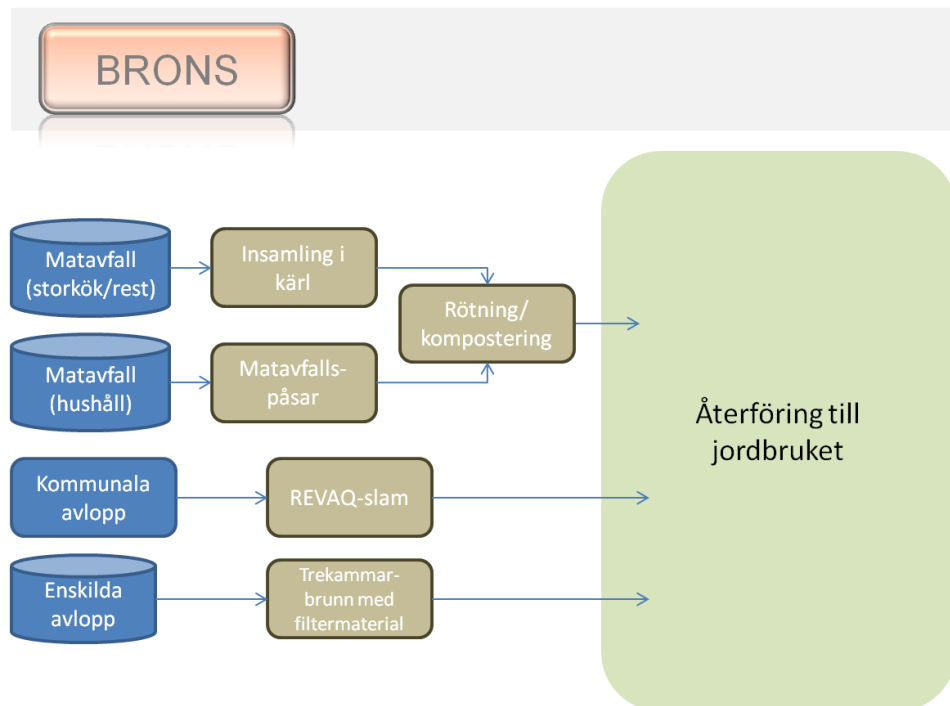 BRONS
Matavfall
(storkök/rest)
Insamling i
kärl
Rötning/
kompostering
Matavfall
(hushåll)
Matavfalls-
påsar
Återföring till
jordbruket
Kommunala
avlopp
REVAQ-slam
Enskilda
avlopp
Trekammar-
brunn med
filtermaterial